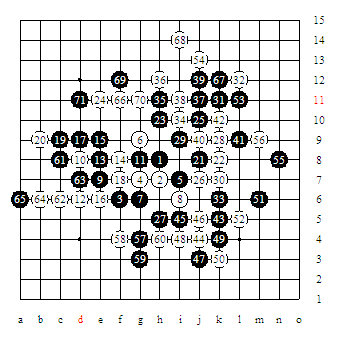 15
68 14
54 13
69 36 39 67 32 12
71 24 66 70 35 38 37 31 53 11
23 34 25 42 10
20 19 17 15 6 29 40 28 41 56 9
61 10 13 14 11 1 21 22 55 8
63 9 18 4 2 5 26 30 7
65 64 62 12 16 3 7 8 33 51 6
27 45 46 43 52 5
58 57 60 48 44 49 4
59 47 50 3
2
1
a b c d e f g h i j k l m n o